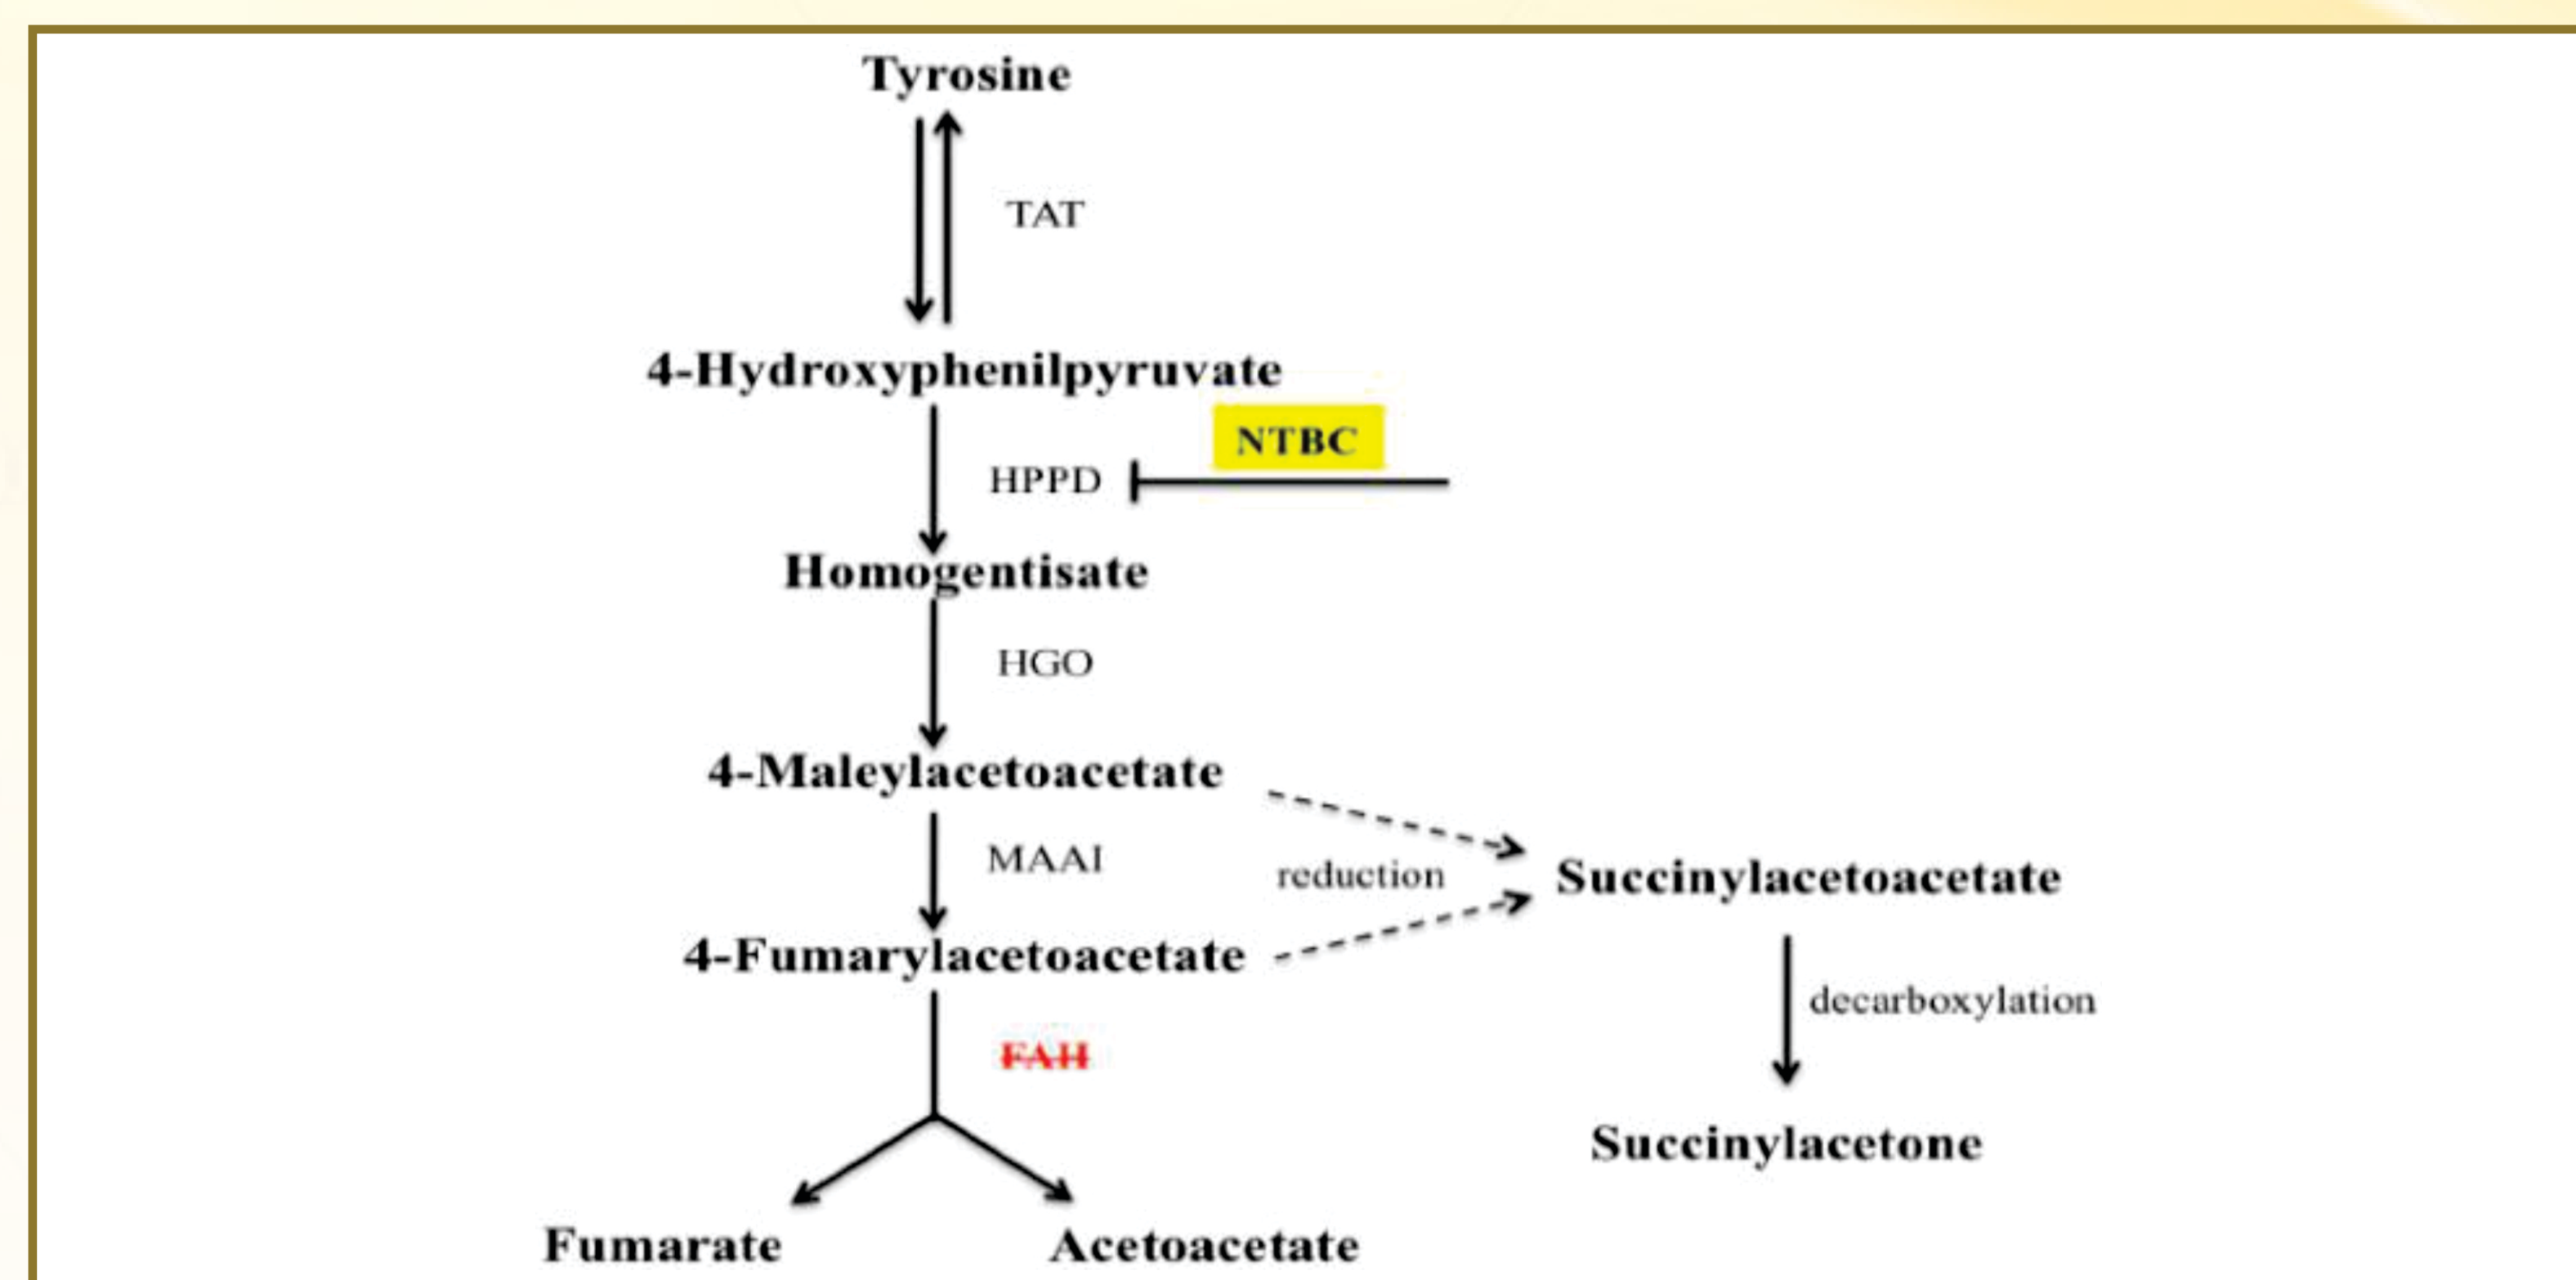 Tyrosine
TAT
4-Hydroxyphenilpyruvate
NTBC
HPPD
Homogentisate
HGO
4-Maleylacetoacetate
MAAI
reduction
Succinylacetoacetate
4-Fumarylacetoacetate
decarboxylation
FAH
Succinylacetone
Fumarate
Acetoacetate